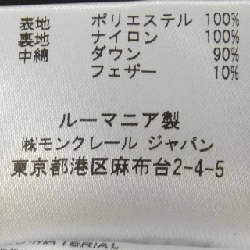 表地 ポリエステル 100%
裏地 ナイロン 100%
中綿 ダウン 90%
フェザー 10%
ルーマニア製
㈱モンクレール ジャパン
東京都港区麻布台2-4-5